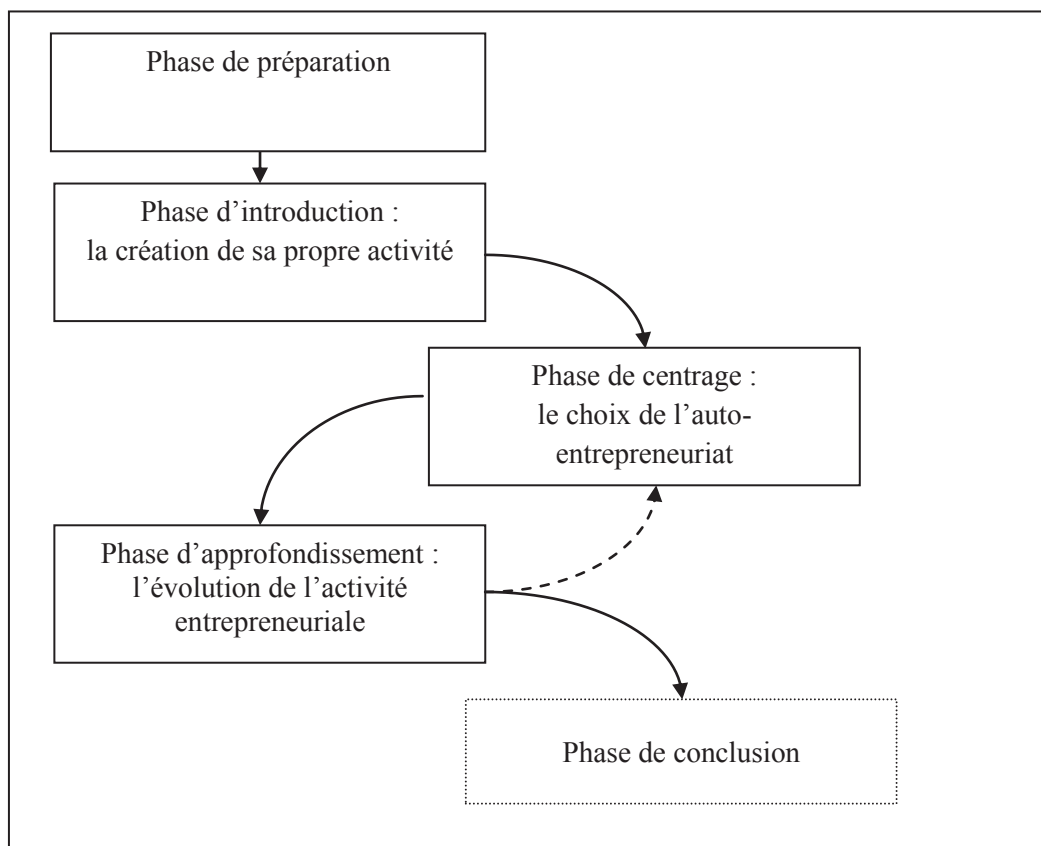 Phase de préparation
Phase d’introduction :
la création de sa propre activité
Phase de centrage :
le choix de l’auto-
entrepreneuriat
Phase d’approfondissement :
l’évolution de l’activité
entrepreneuriale
Phase de conclusion